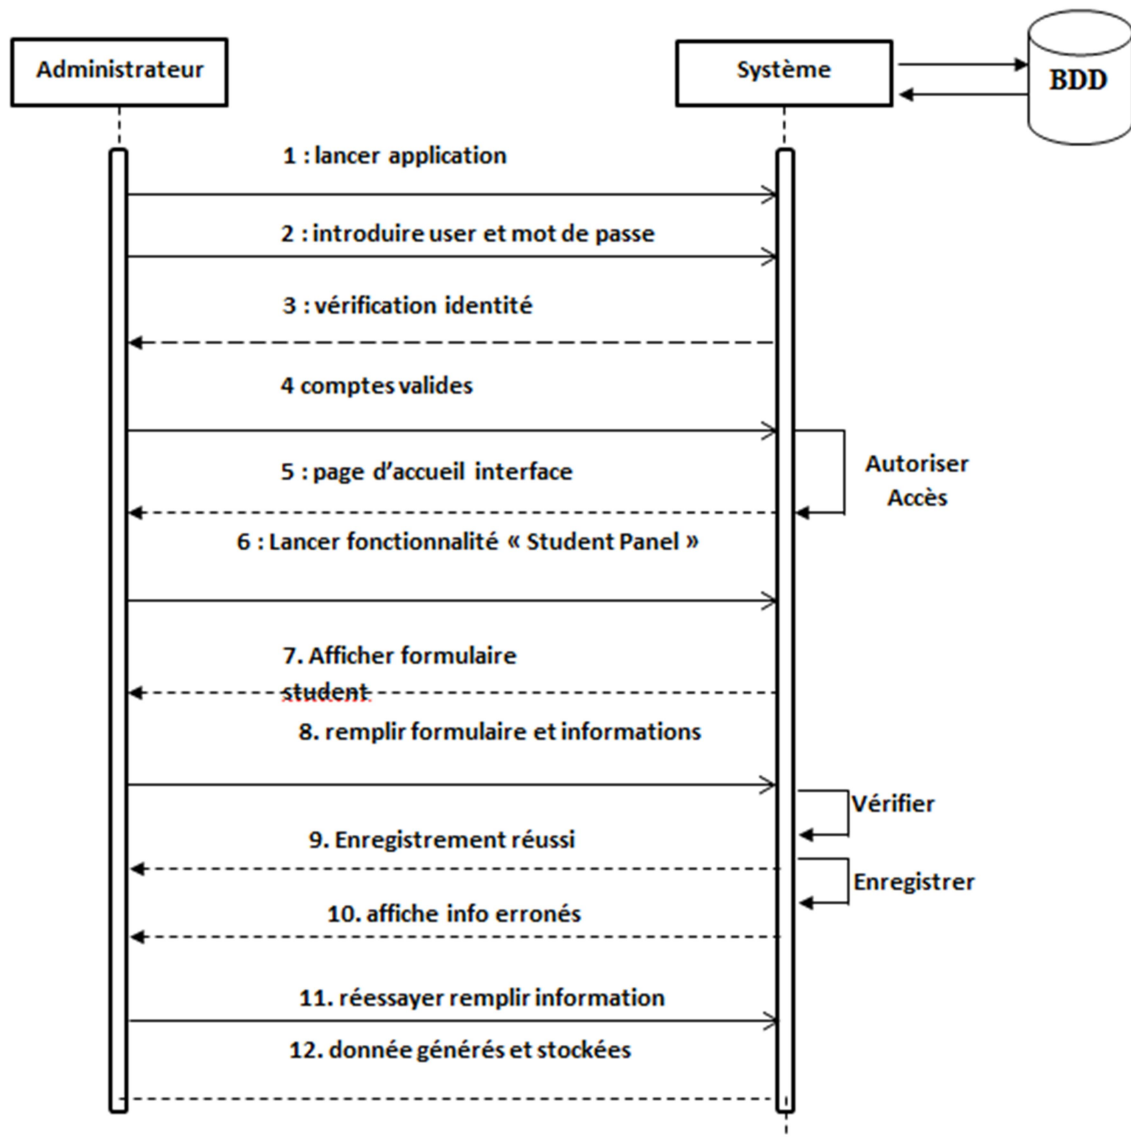 Administrateur
Système
BDD
1 : lancer application
2 : introduire user et mot de passe
3 : vérification identité
4 comptes valides
Autoriser
Accès
5 : page d’accueil interface
6 : Lancer fonctionnalité « Student Panel »
7. Afficher formulaire
student
8. remplir formulaire et informations
Vérifier
9. Enregistrement réussi
Enregistrer
10. affiche info erronés
11. réessayer remplir information
12. donnée générés et stockées